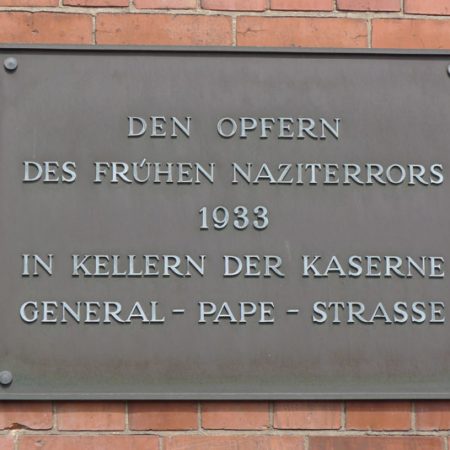 DEN OPFERN
DES FRÜHEN NAZITERRORS
1933
IN KELLERN DER KASERNE
GENERAL - PAPE - STRASSE